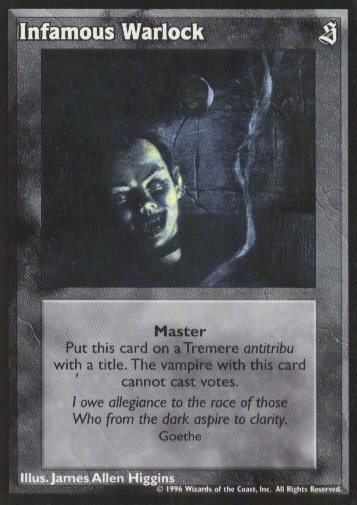 Infamous Warlock
Master
Put this card on a Tremere antitribu
with a title. The vampire with this card
cannot cast votes.
I owe allegiance to the race of those
Who from the dark aspire to clarity.
Goethe
Illus. James Allen Higgins
© 1996 Wizards of the Coast, Inc. All Rights Reserved.